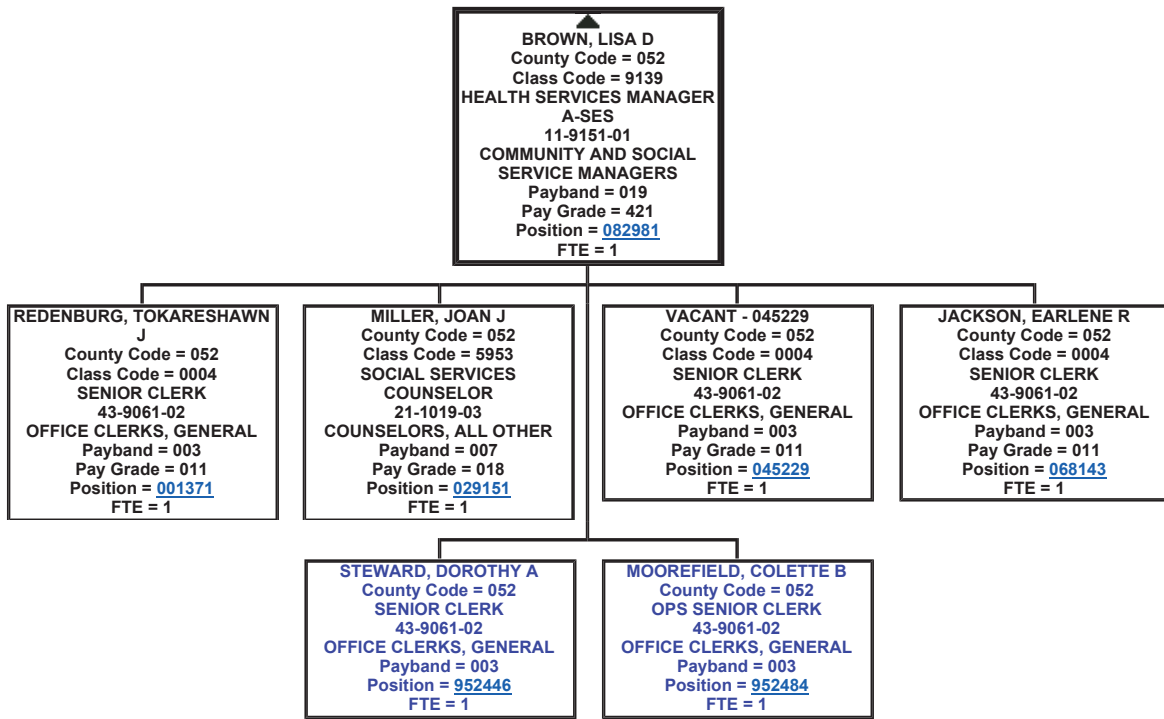 BROWN, LISA D
County Code = 052
Class Code = 9139
HEALTH SERVICES MANAGER
A-SES
11-9151-01
COMMUNITY AND SOCIAL
SERVICE MANAGERS
Payband = 019
Pay Grade = 421
Position = 082981
FTE = 1
REDENBURG, TOKARESHAWN
J
County Code = 052
Class Code = 0004
SENIOR CLERK
43-9061-02
OFFICE CLERKS, GENERAL
Payband = 003
Pay Grade = 011
Position = 001371
FTE = 1
MILLER, JOAN J
County Code = 052
Class Code = 5953
SOCIAL SERVICES
COUNSELOR
21-1019-03
COUNSELORS, ALL OTHER
Payband = 007
Pay Grade = 018
Position = 029151
FTE = 1
VACANT - 045229
County Code = 052
Class Code = 0004
SENIOR CLERK
43-9061-02
OFFICE CLERKS, GENERAL
Payband = 003
Pay Grade = 011
Position = 045229
FTE = 1
JACKSON, EARLENE R
County Code = 052
Class Code = 0004
SENIOR CLERK
43-9061-02
OFFICE CLERKS, GENERAL
Payband = 003
Pay Grade = 011
Position = 068143
FTE = 1
STEWARD, DOROTHY A
County Code = 052
SENIOR CLERK
43-9061-02
OFFICE CLERKS, GENERAL
Payband = 003
Position = 952446
FTE = 1
MOOREFIELD, COLETTE B
County Code = 052
OPS SENIOR CLERK
43-9061-02
OFFICE CLERKS, GENERAL
Payband = 003
Position = 952484
FTE = 1